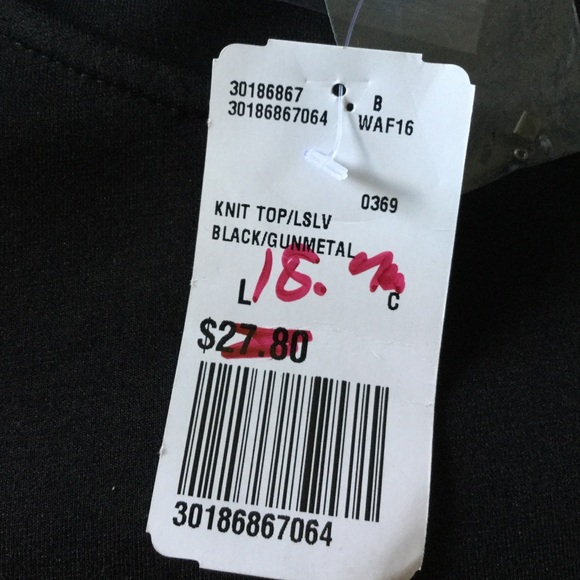 30186867 B
30186867064 WAF16
0369
KNIT TOP/LSLV
BLACK/GUNMETAL
18.
L C
$27.80
30186867064